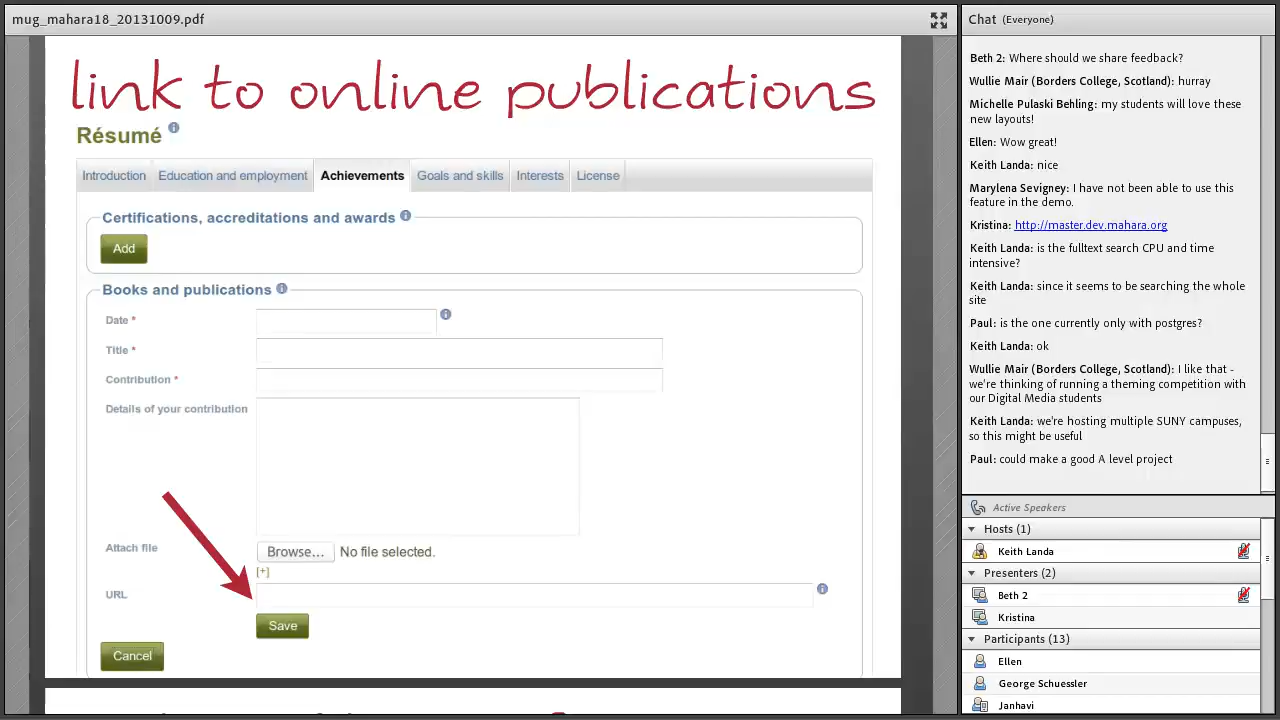 mug_mahara18_20131009.pdf
link to online publications
Résumé
Introduction Education and employment Achievements Goals and skills Interests License
Certifications, accreditations and awards
Add
Books and publications
Date *
Title *
Contribution *
Details of your contribution
Attach file Browse... No file selected.
[+]
URL
Save
Cancel
Chat (Everyone)
Beth 2: Where should we share feedback?
Wullie Mair (Borders College, Scotland): hurray
Michelle Pulaski Behling: my students will love these
new layouts!
Ellen: Wow great!
Keith Landa: nice
Marylena Sevigney: I have not been able to use this
feature in the demo.
Kristina: http://master.dev.mahara.org
Keith Landa: is the fulltext search CPU and time
intensive?
Keith Landa: since it seems to be searching the whole
site
Paul: is the one currently only with postgres?
Keith Landa: ok
Wullie Mair (Borders College, Scotland): I like that -
we're thinking of running a theming competition with
our Digital Media students
Keith Landa: we're hosting multiple SUNY campuses,
so this might be useful
Paul: could make a good A level project
Active Speakers
Hosts (1)
Keith Landa
Presenters (2)
Beth 2
Kristina
Participants (13)
Ellen
George Schuessler
Janhavi